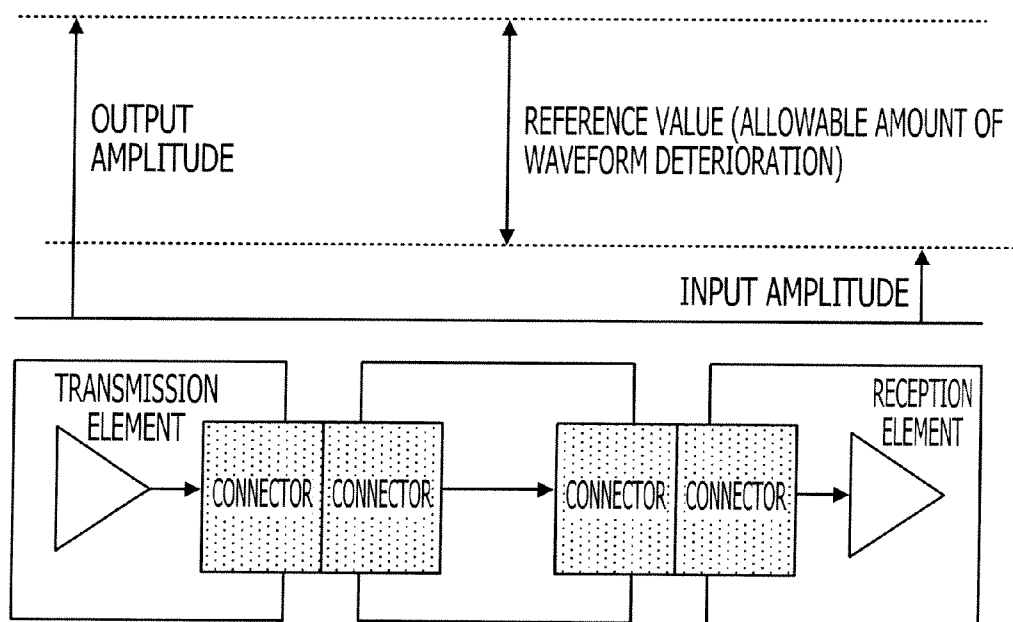 OUTPUT
AMPLITUDE
REFERENCE VALUE (ALLOWABLE AMOUNT OF
WAVEFORM DETERIORATION)
INPUT AMPLITUDE
TRANSMISSION
ELEMENT
RECEPTION
ELEMENT
CONNECTOR
CONNECTOR
CONNECTOR
CONNECTOR